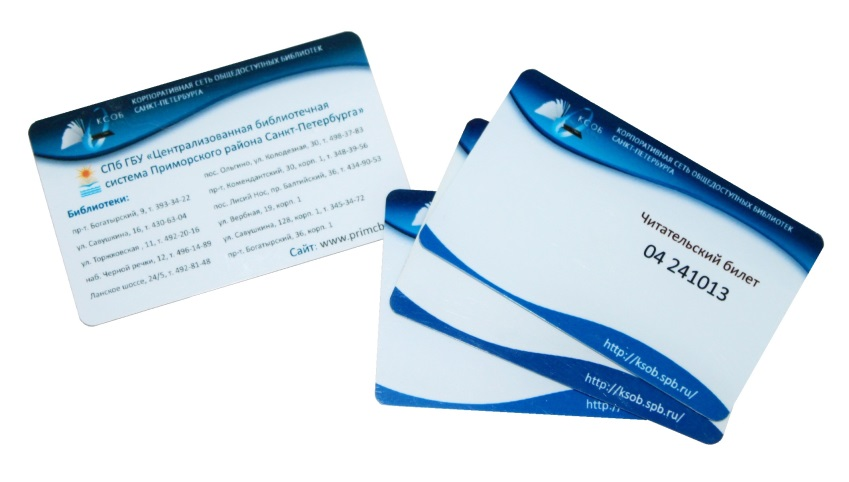 КСОБ
КОРПОРАТИВНАЯ СЕТЬ ОБЩЕДОСТУПНЫХ БИБЛИОТЕК
САНКТ-ПЕТЕРБУРГА
СПб ГБУ «Централизованная библиотечная
система Приморского района Санкт-Петербурга»
Библиотеки:
пр-т. Богатырский, 9, т. 393-34-22
ул. Савушкина, 16, т. 430-63-04
ул. Торжковская , 11, т. 492-20-16
наб. Черной речки, 12, т. 496-14-89
Ланское шоссе, 24/5, т. 492-81-48
пос. Ольгино, ул. Колодезная, 30, т. 498-37-83
пр-т. Комендантский, 30, корп. 1, т. 348-39-56
пос. Лисий Нос, пр. Балтийский, 36, т. 434-90-53
ул. Вербная, 19, корп. 1
ул. Савушкина, 128, корп. 1, т. 345-34-72
пр-т. Богатырский, 36, корп. 1
Сайт: www.primcb
КСОБ
КОРПОРАТИВНАЯ СЕТЬ ОБЩЕДОСТУПНЫХ БИБЛИОТЕК
САНКТ-ПЕТЕРБУРГА
Читательский билет
04 241013
http://ksob.spb.ru/
http://ksob.spb.ru/
http:/